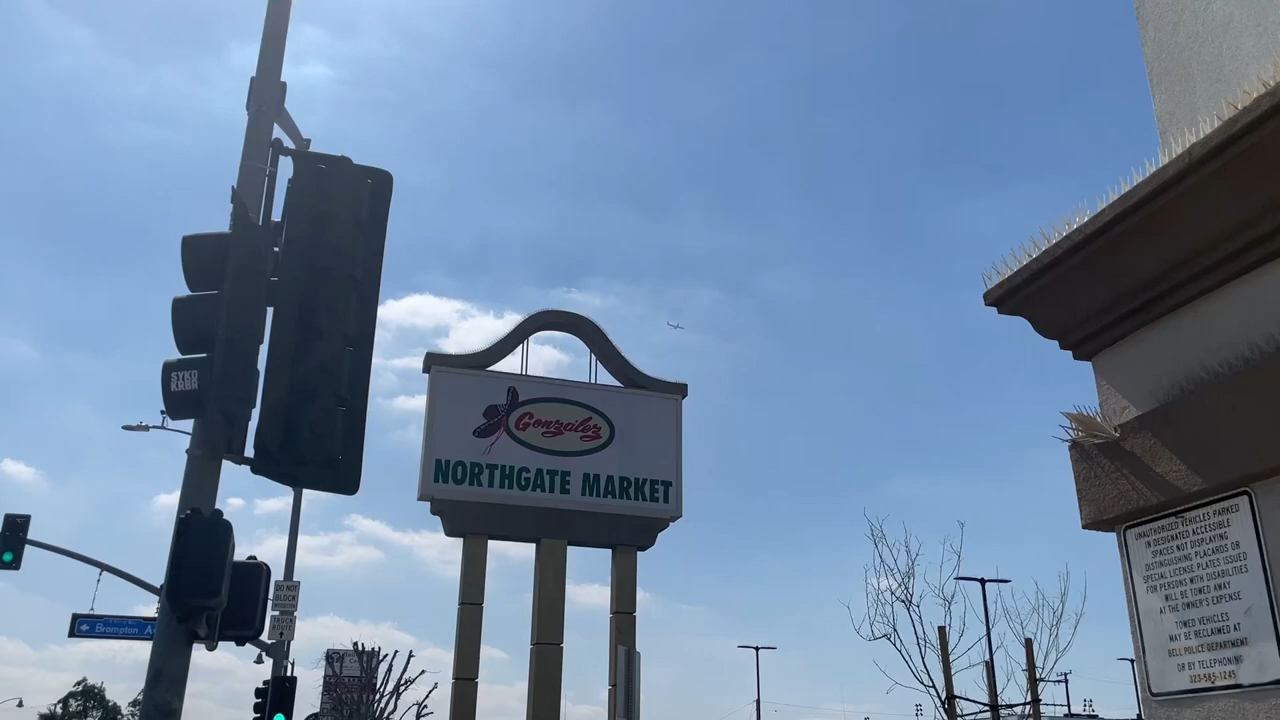 SYKO
KRBR
Gonzalez
NORTHGATE MARKET
DO NOT
BLOCK
TRUCK
ROUTE
Brampton
UNAUTHORIZED VEHICLES PARKED
IN DESIGNATED ACCESSIBLE
SPACES NOT DISPLAYING
DISTINGUISHING PLACARDS OR
SPECIAL LICENSE PLATES ISSUED
FOR PERSONS WITH DISABILITIES
WILL BE TOWED AWAY
AT THE OWNER'S EXPENSE
TOWED VEHICLES
MAY BE RECLAIMED AT
BELL POLICE DEPARTMENT
OR BY TELEPHONING
323-585-1245